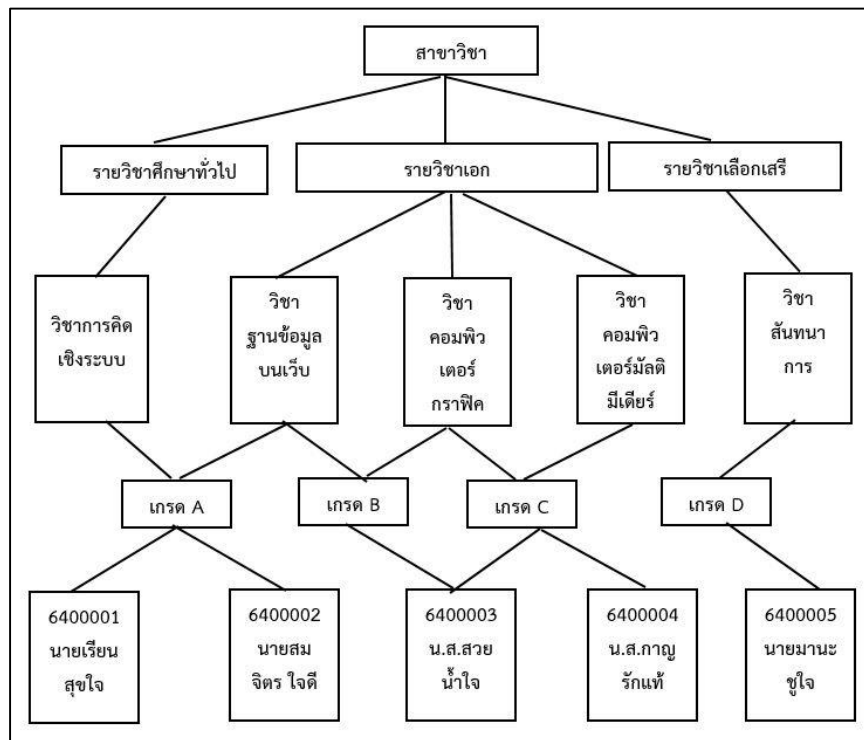 สาขาวิชา
รายวิชาศึกษาทั่วไป
รายวิชาเอก
รายวิชาเลือกเสรี
วิชาการคิด
เชิงระบบ
วิชา
ฐานข้อมูล
บนเว็บ
วิชา
คอมพิว
เตอร์
กราฟิค
วิชา
คอมพิว
เตอร์มัลติ
มีเดียร์
วิชา
สันทนา
การ
เกรด A
เกรด B
เกรด C
เกรด D
6400001
นายเรียน
สุขใจ
6400002
นายสม
จิตร ใจดี
6400003
น.ส.สวย
น้ำใจ
6400004
น.ส.กาญ
รักแท้
6400005
นายมานะ
ชูใจ